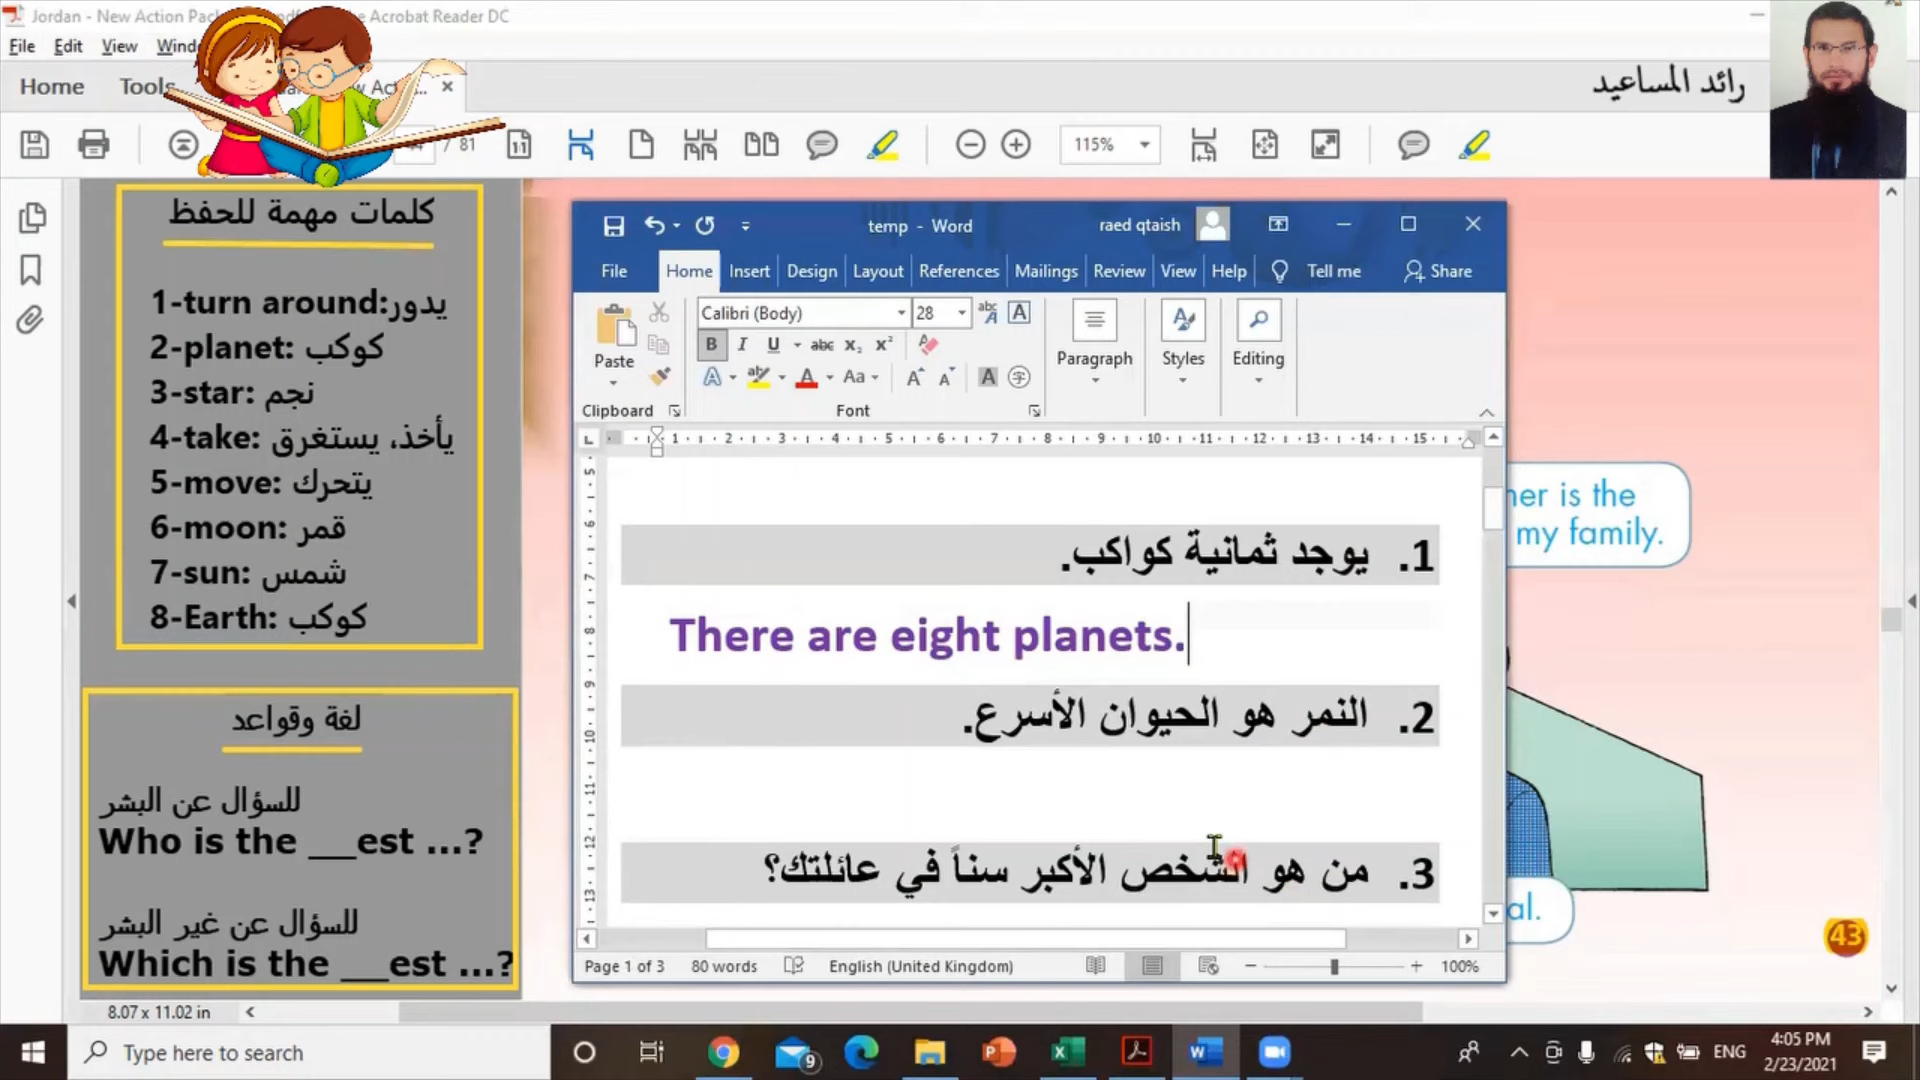 Jordan - New Action Pac
the Acrobat Reader DC
File Edit View Windo
Home Tools
رائد المساعيد
/ 81
115%
كلمات مهمة للحفظ
1-turn around:يدور
2-planet: كوكب
3-star: نجم
4-take: يأخذ، يستغرق
5-move: يتحرك
6-moon: قمر
7-sun: شمس
8-Earth: كوكب
لغة وقواعد
للسؤال عن البشر
Who is the ___est ...?
للسؤال عن غير البشر
Which is the ___est ...?
8.07 x 11.02 in
temp - Word
raed qtaish
File Home Insert Design Layout References Mailings Review View Help Tell me Share
Calibri (Body) 28
Paste
Paragraph Styles Editing
Clipboard Font
1. يوجد ثمانية كواكب.
There are eight planets.
2. النمر هو الحيوان الأسرع.
3. من هو الشخص الأكبر سناً في عائلتك؟
Page 1 of 3 80 words English (United Kingdom) 100%
her is the
my family.
al.
43
Type here to search
9
ENG
4:05 PM
2/23/2021